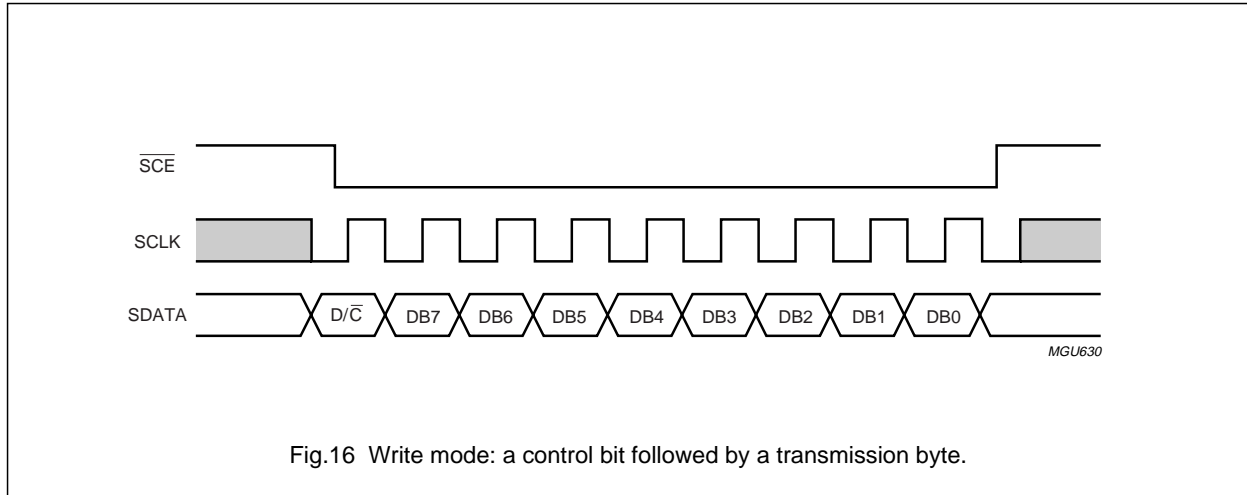 S̅C̅E̅
SCLK
SDATA D/C̅ DB7 DB6 DB5 DB4 DB3 DB2 DB1 DB0
MGU630
Fig.16 Write mode: a control bit followed by a transmission byte.